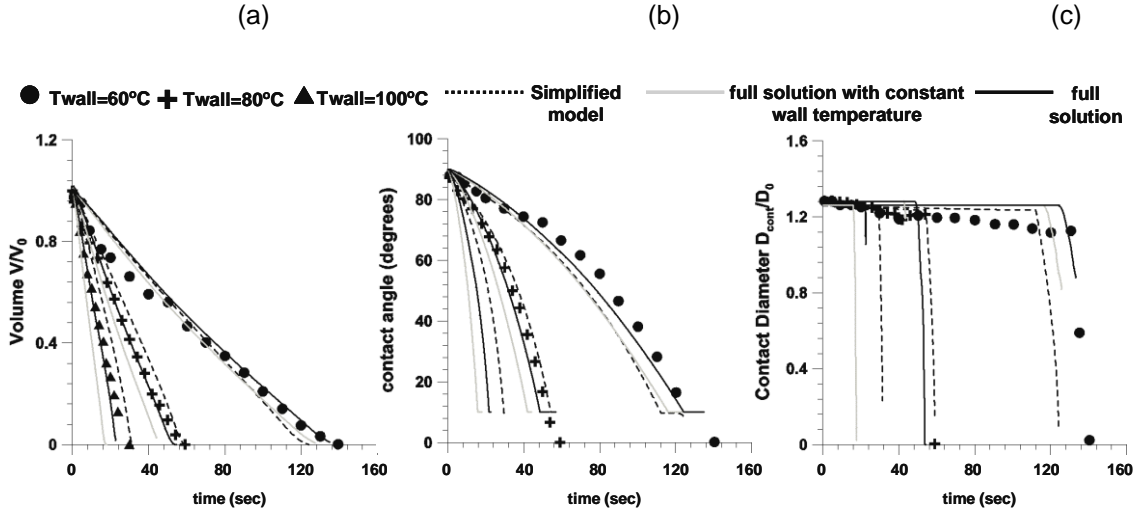 (a) (b) (c)
Twall=60ºC Twall=80ºC Twall=100ºC Simplified model full solution with constant wall temperature full solution
Volume V/V0
1.2
0.8
0.4
0
0 40 80 120 160
time (sec)
contact angle (degrees)
100
80
60
40
20
0
0 40 80 120 160
time (sec)
Contact Diameter Dcont/D0
1.6
1.2
0.8
0.4
0
0 40 80 120 160
time (sec)